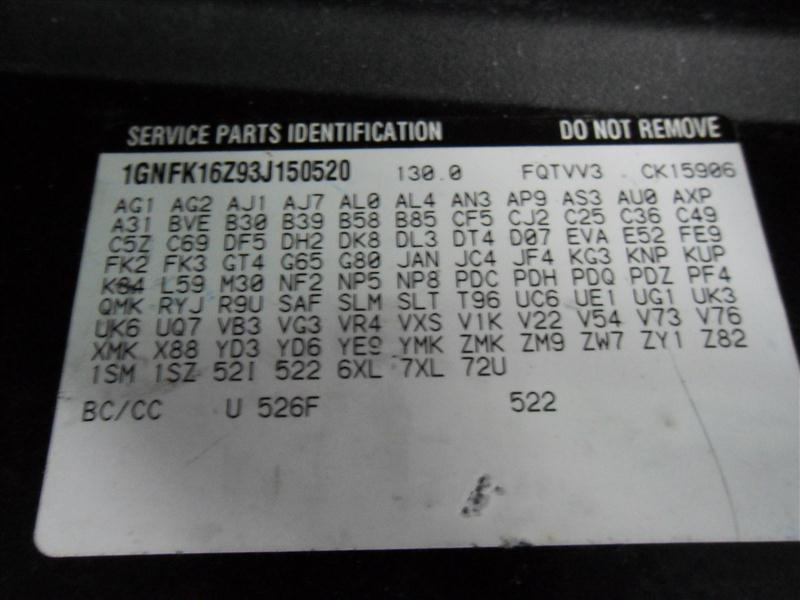 SERVICE PARTS IDENTIFICATION DO NOT REMOVE
1GNFK16Z93J150520 130.0 FQTVV3 CK15906
AG1 AG2 AJ1 AJ7 AL0 AL4 AN3 AP9 AS3 AU0 AXP
A31 BVE B30 B39 B58 B85 CF5 CJ2 C25 C36 C49
C5Z C69 DF5 DH2 DK8 DL3 DT4 D07 EVA E52 FE9
FK2 FK3 GT4 G65 G80 JAN JC4 JF4 KG3 KNP KUP
L59 M30 NF2 NP5 NP8 PDC PDH PDQ PDZ PF4
QMK RYJ R9U SAF SLM SLT T96 UC6 UE1 UG1 UK3
UK6 UQ7 VB3 VG3 VR4 VXS V1K V22 V54 V73 V76
XMK X88 YD3 YD6 YE9 YMK ZMK ZM9 ZW7 ZY1 Z82
1SM 1SZ 52I 522 6XL 7XL 72U
BC/CC U 526F 522